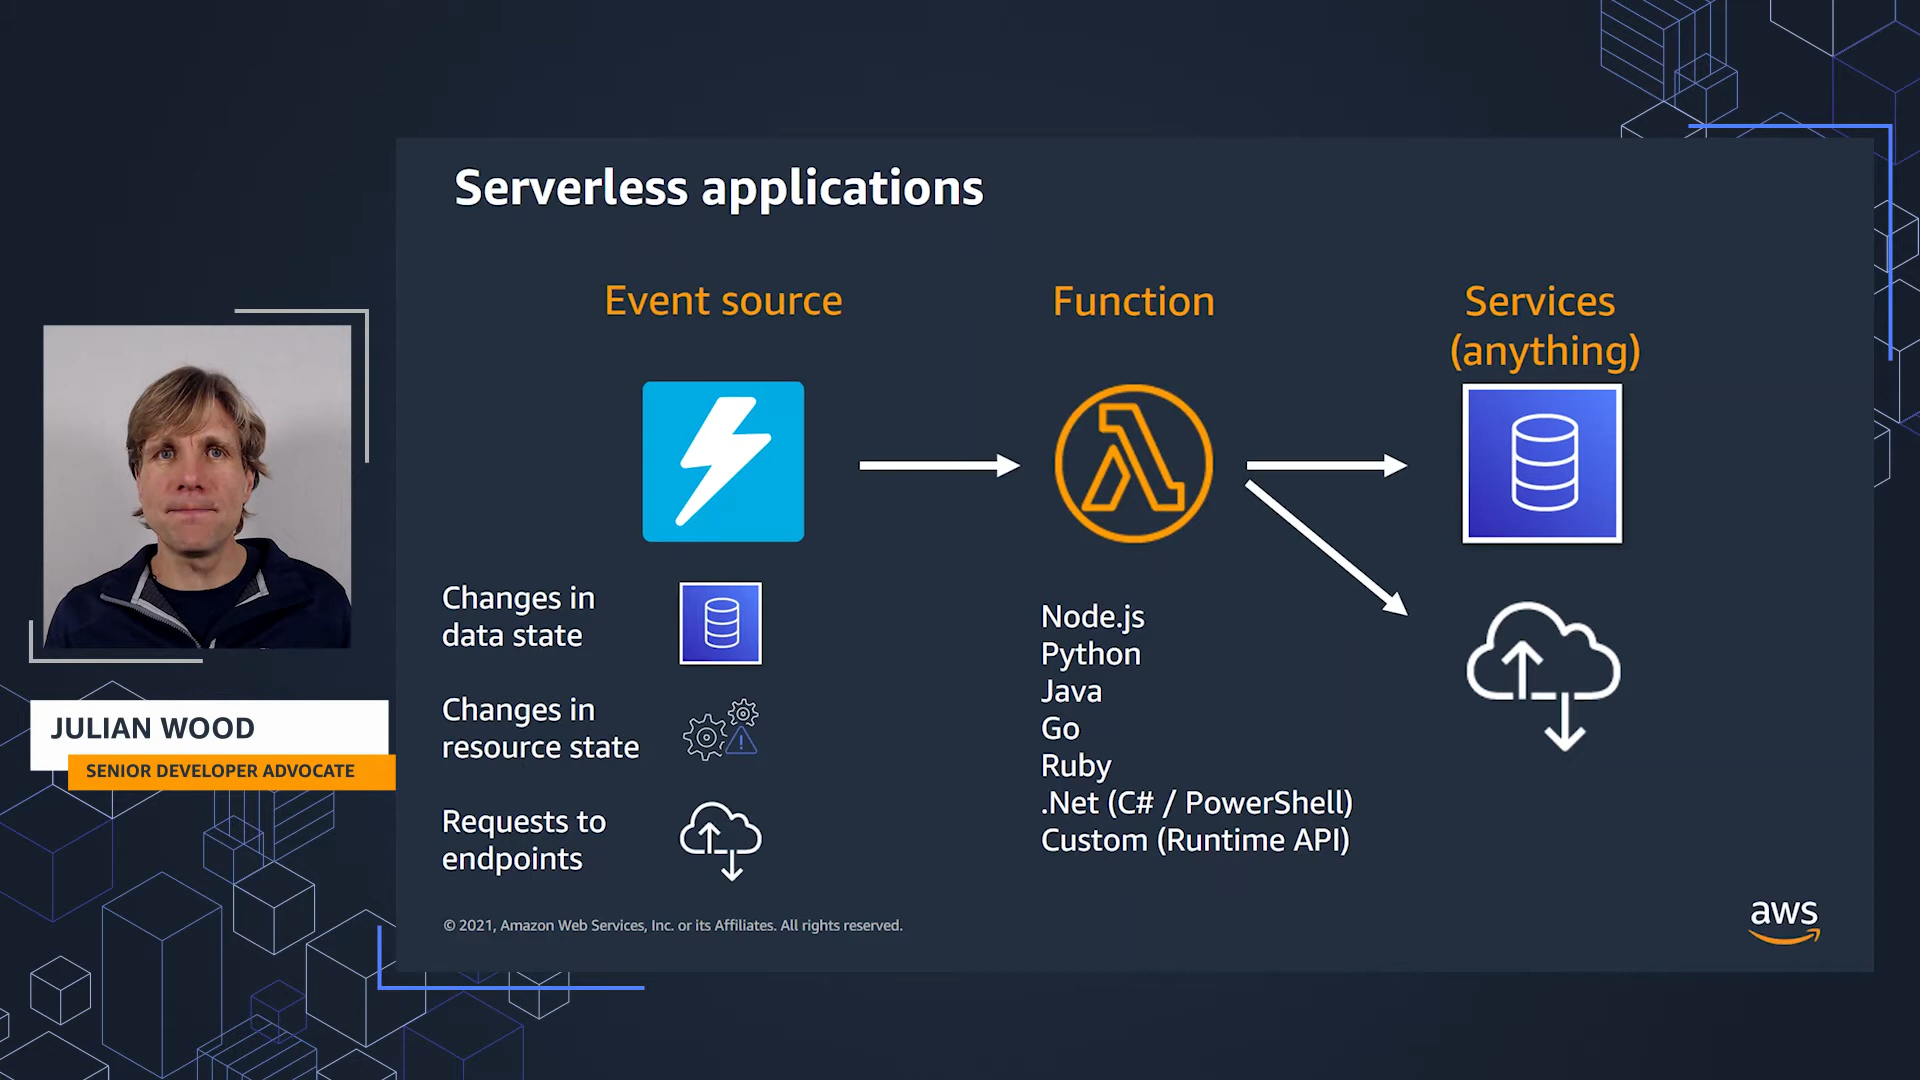 Serverless applications
Event source
Function
Services
(anything)
Changes in
data state
Changes in
resource state
Requests to
endpoints
Node.js
Python
Java
Go
Ruby
.Net (C# / PowerShell)
Custom (Runtime API)
JULIAN WOOD
SENIOR DEVELOPER ADVOCATE
© 2021, Amazon Web Services, Inc. or its Affiliates. All rights reserved.
aws